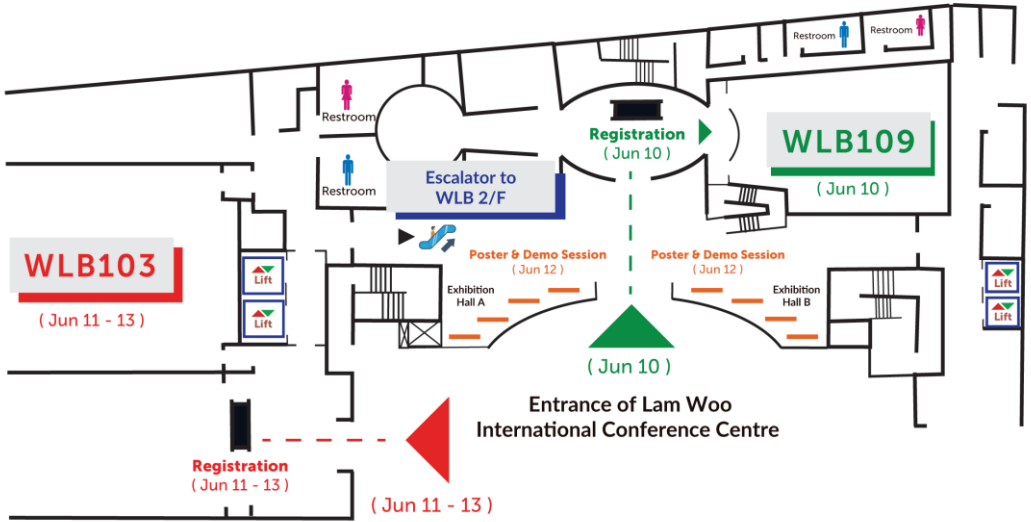 Restroom
Restroom
Restroom
Registration
( Jun 10 )
WLB109
( Jun 10 )
Restroom
Escalator to
WLB 2/F
WLB103
( Jun 11 - 13 )
Lift
Lift
Poster & Demo Session
( Jun 12 )
Poster & Demo Session
( Jun 12 )
Exhibition
Hall A
Exhibition
Hall B
Lift
Lift
( Jun 10 )
Entrance of Lam Woo
International Conference Centre
Registration
( Jun 11 - 13 )
( Jun 11 - 13 )